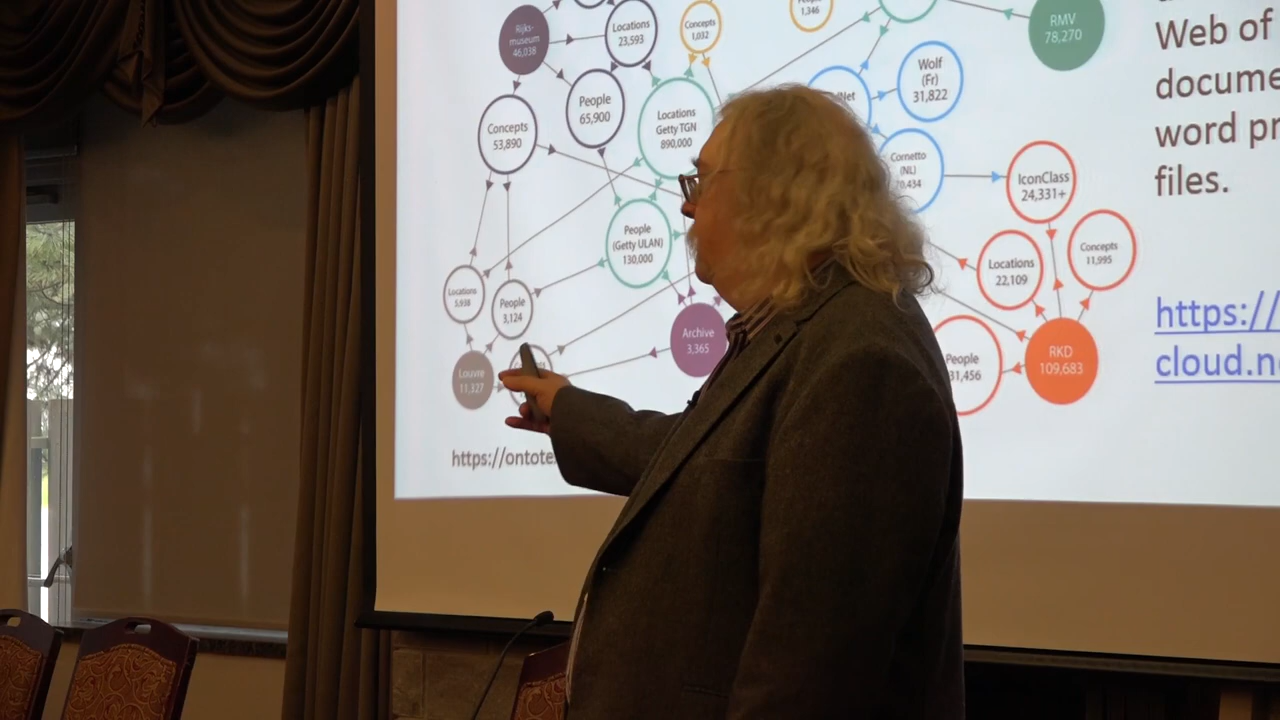 Rijks-
museum
46,038
Locations
23,593
Concepts
1,032
1,346
RMV
78,270
Web of
docume
word pr
files.
Concepts
53,890
People
65,900
Locations
Getty TGN
890,000
Wolf
(Fr)
31,822
Cornetto
(NL)
70,434
IconClass
24,331+
People
(Getty ULAN)
130,000
Locations
22,109
Concepts
11,995
Locations
5,938
People
3,124
https://
cloud.n
Archive
3,365
Louvre
11,327
People
31,456
RKD
109,683
https://ontote